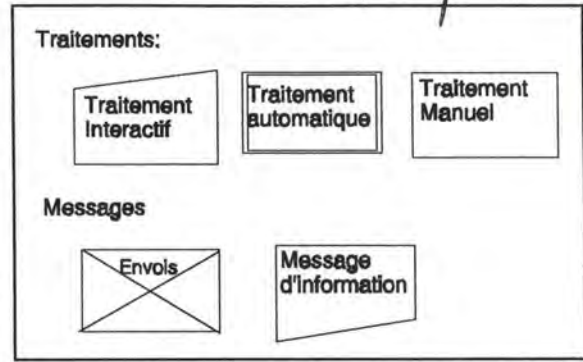 Traitements:
Traitement
Interactif
Traitement
automatique
Traitement
Manuel
Messages
Envois
Message
d'information